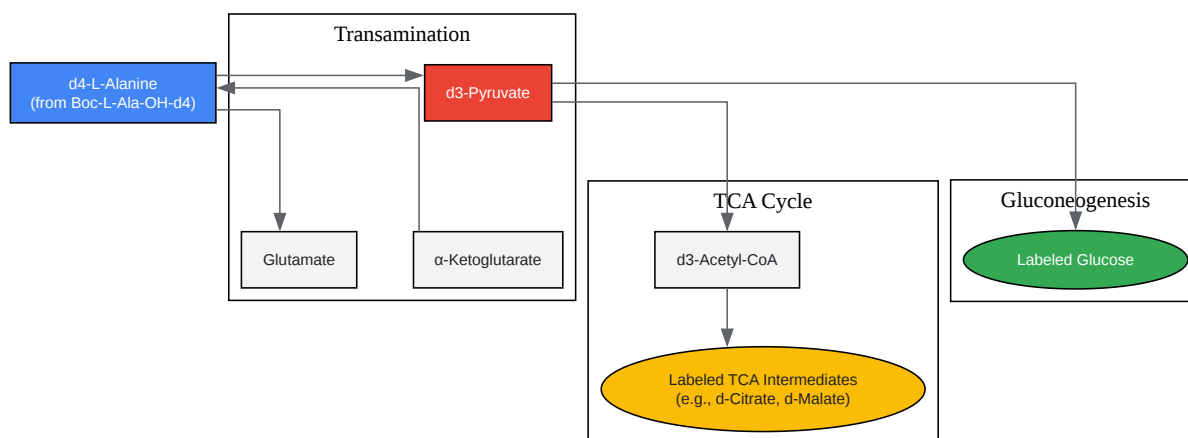 Transamination
d4-L-Alanine
(from Boc-L-Ala-OH-d4)
d3-Pyruvate
Glutamate
α-Ketoglutarate
TCA Cycle
d3-Acetyl-CoA
Labeled TCA Intermediates
(e.g., d-Citrate, d-Malate)
Gluconeogenesis
Labeled Glucose